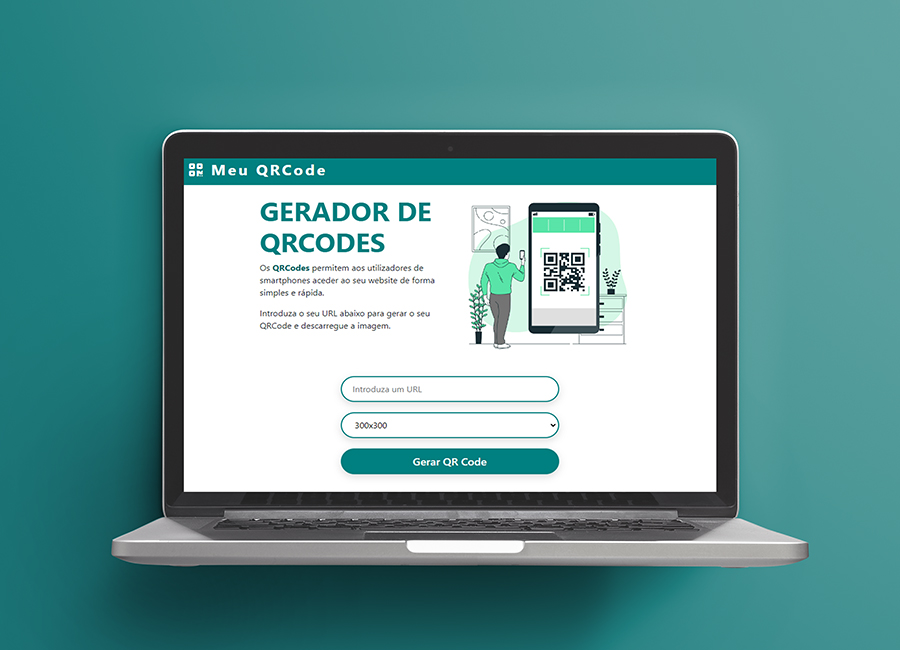 Meu QRCode
GERADOR DE
QRCODES
Os QRCodes permitem aos utilizadores de
smartphones aceder ao seu website de forma
simples e rápida.
Introduza o seu URL abaixo para gerar o seu
QRCode e descarregue a imagem.
Introduza um URL
300x300
Gerar QR Code